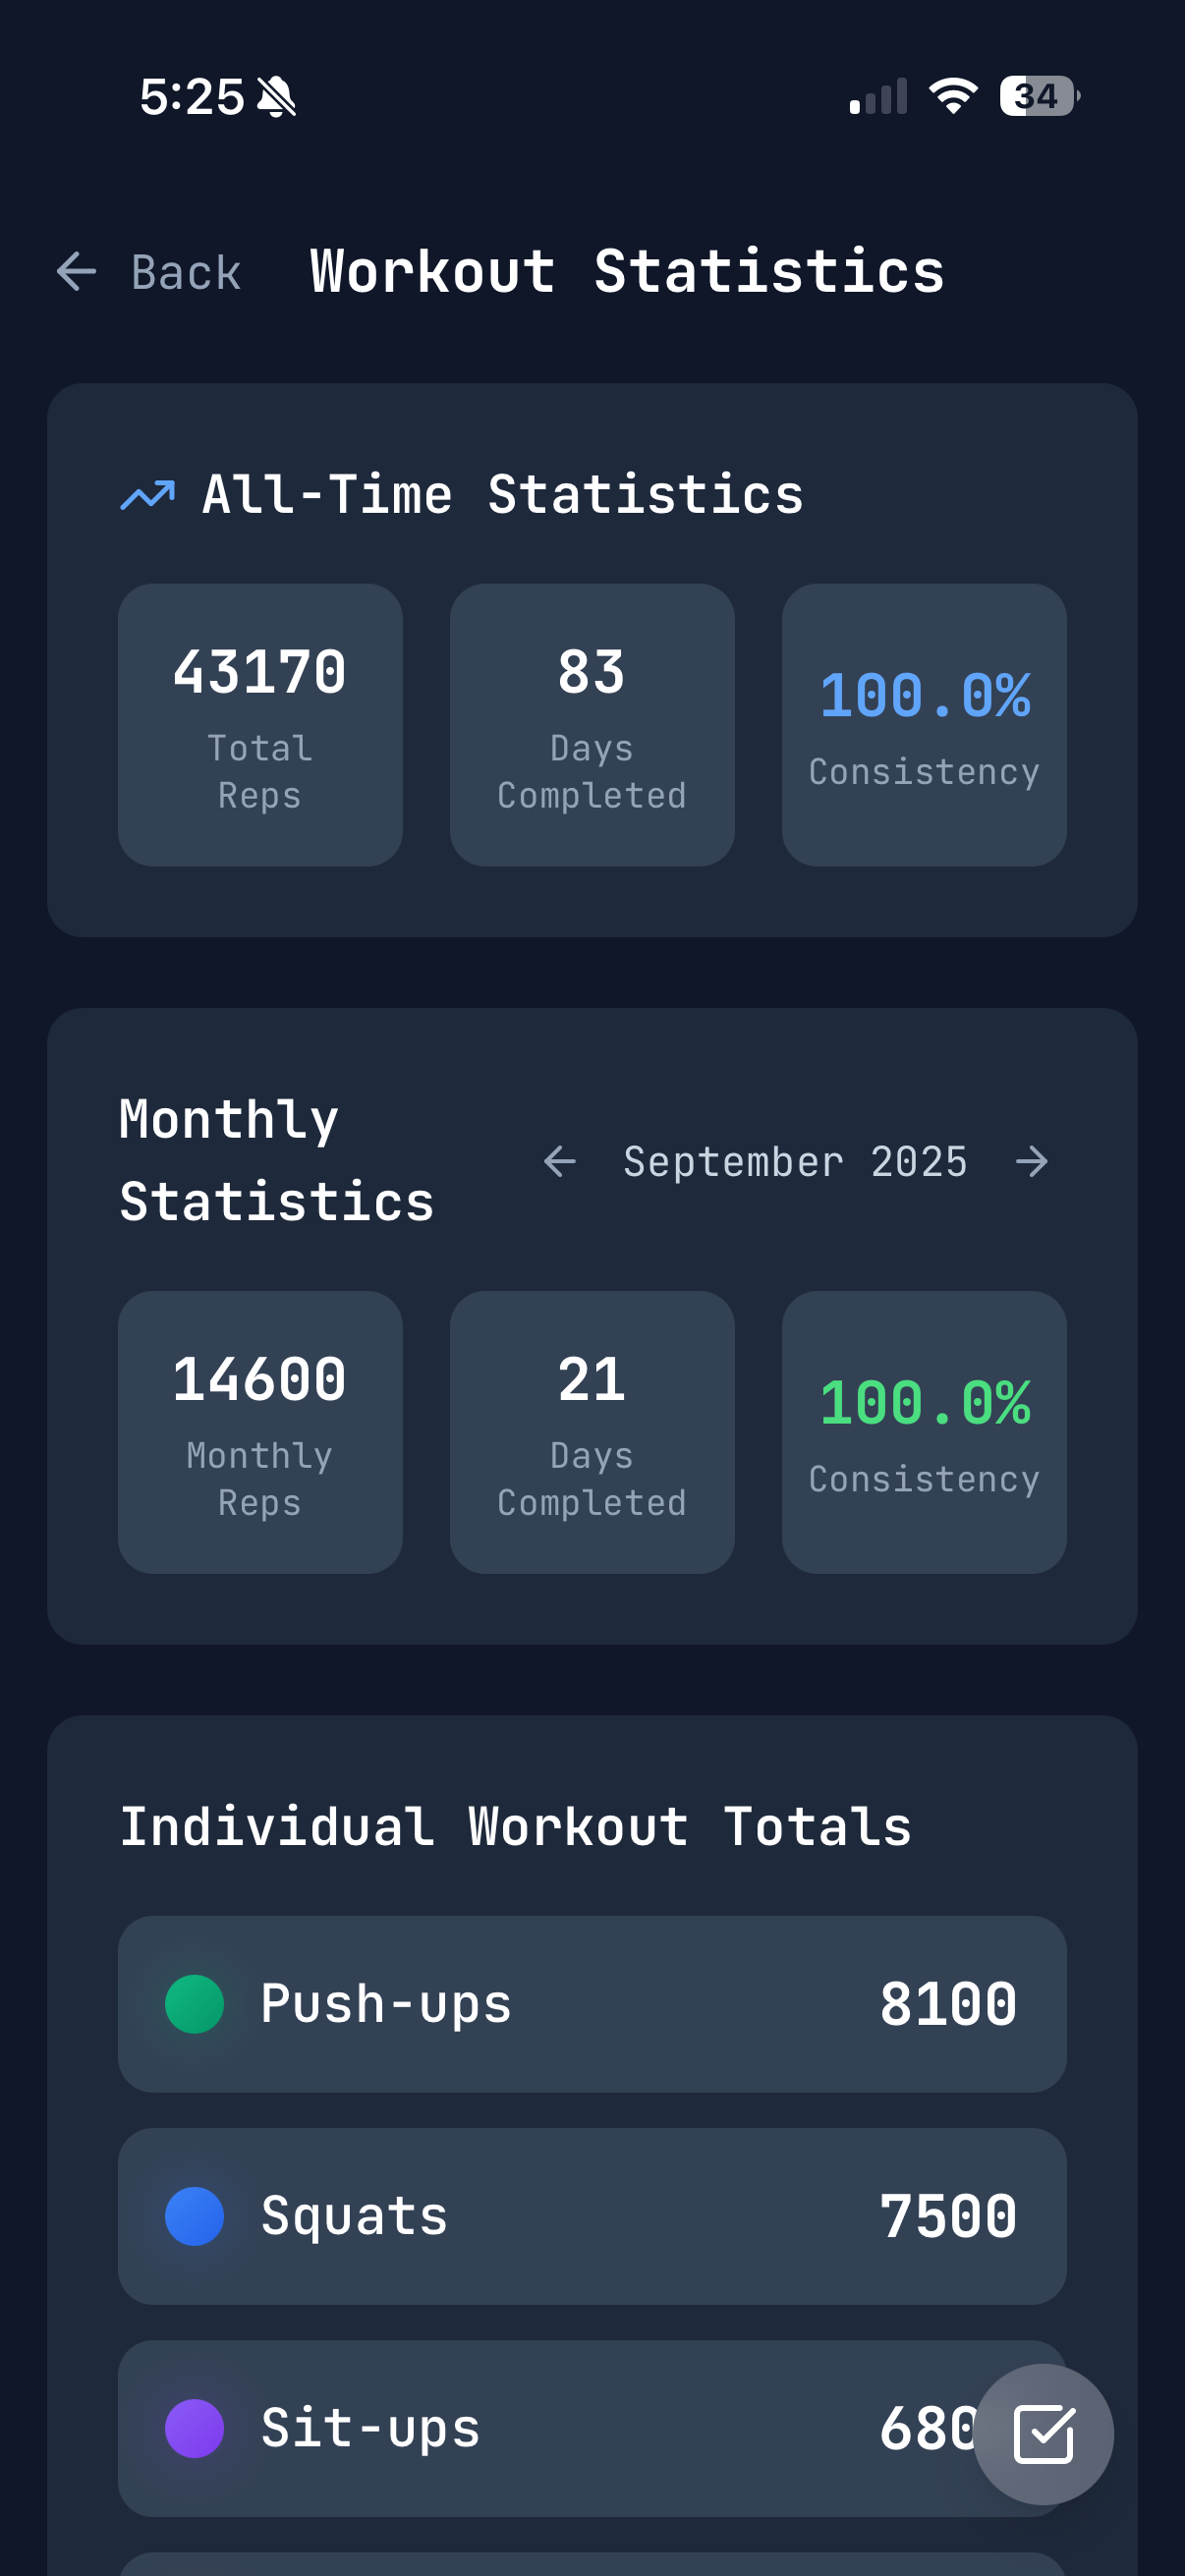 5:25
34
Back
Workout Statistics
All-Time Statistics
43170
Total
Reps
83
Days
Completed
100.0%
Consistency
Monthly
Statistics
September 2025
14600
Monthly
Reps
21
Days
Completed
100.0%
Consistency
Individual Workout Totals
Push-ups
8100
Squats
7500
Sit-ups